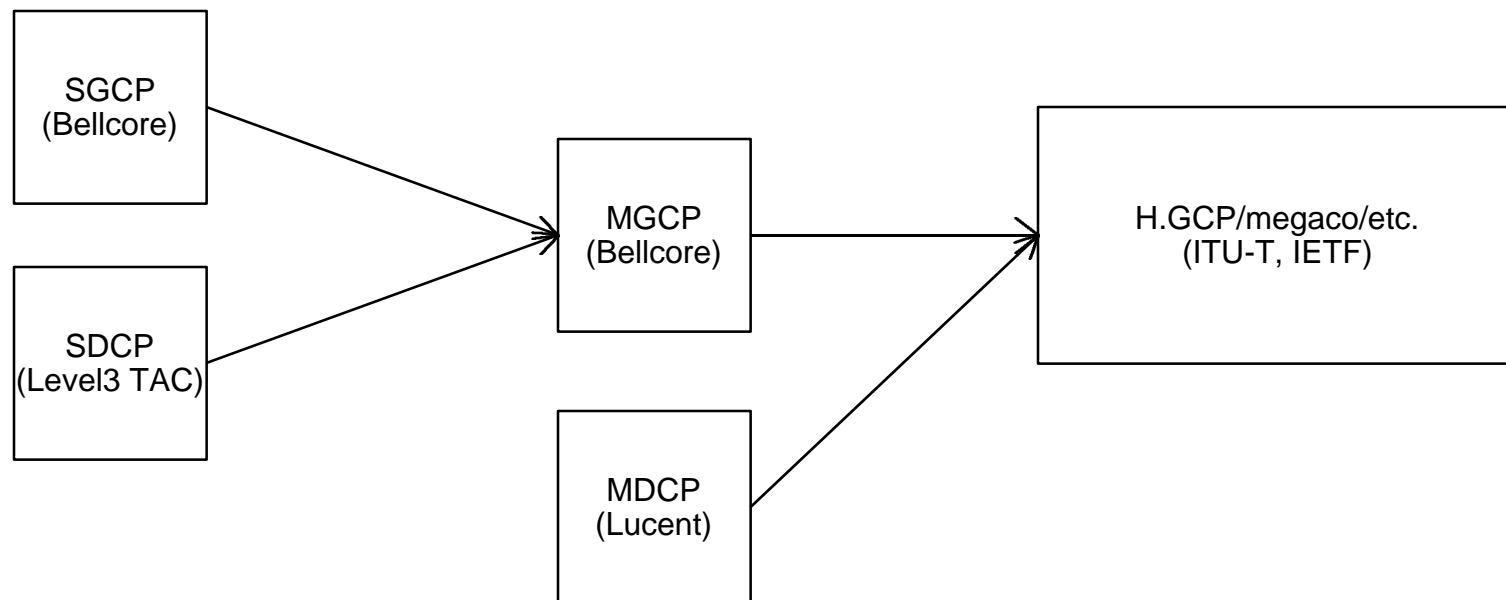 SGCP
(Bellcore)
SDCP
(Level3 TAC)
MGCP
(Bellcore)
MDCP
(Lucent)
H.GCP/megaco/etc.
(ITU-T, IETF)